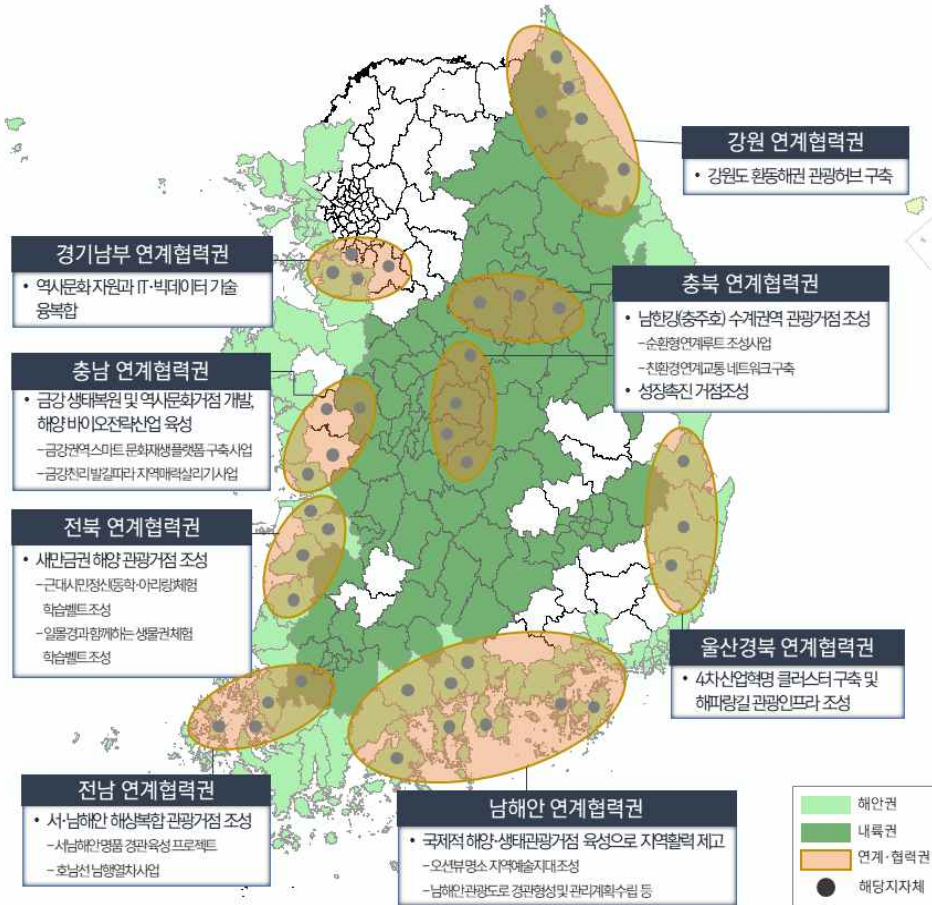 강원 연계협력권
• 강원도 환동해권 관광허브 구축
경기남부 연계협력권
• 역사문화 자원과 IT·빅데이터 기술
융복합
충북 연계협력권
• 남한강(충주호) 수계권역 관광거점 조성
–순환형연계루트 조성사업
–친환경연계교통 네트워크구축
• 성장촉진 거점조성
충남 연계협력권
• 금강 생태복원 및 역사문화거점 개발,
해양 바이오전략산업 육성
–금강권역스마트 문화재생플랫폼 구축사업
–금강천리 발길따라 지역매력살리기사업
전북 연계협력권
• 새만금권 해양 관광거점 조성
–근대시민정신(동학·아리랑)체험
학습벨트조성
–일몰경과 함께하는 생물권체험
학습벨트 조성
울산경북 연계협력권
• 4차산업혁명 클러스터 구축 및
해파랑길 관광인프라 조성
전남 연계협력권
• 서·남해안 해상복합 관광거점 조성
–서남해안명품 경관육성 프로젝트
–호남선 남행열차사업
남해안 연계협력권
• 국제적 해양·생태관광거점 육성으로 지역활력 제고
–오션뷰명소 지역예술지대조성
–남해안관광도로 경관형성 및 관리계획수립 등
해안권
내륙권
연계·협력권
해당지자체